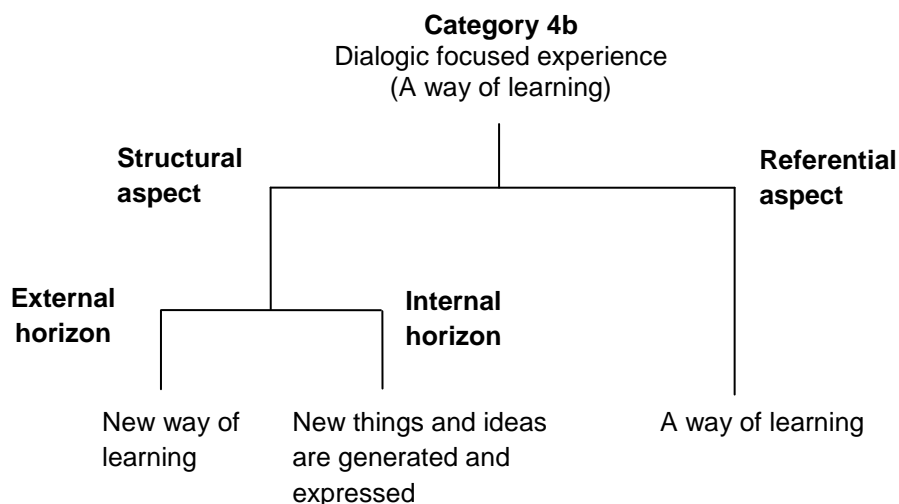 Category 4b
Dialogic focused experience
(A way of learning)
Structural
aspect
Referential
aspect
External
horizon
Internal
horizon
New way of
learning
New things and ideas
are generated and
expressed
A way of learning